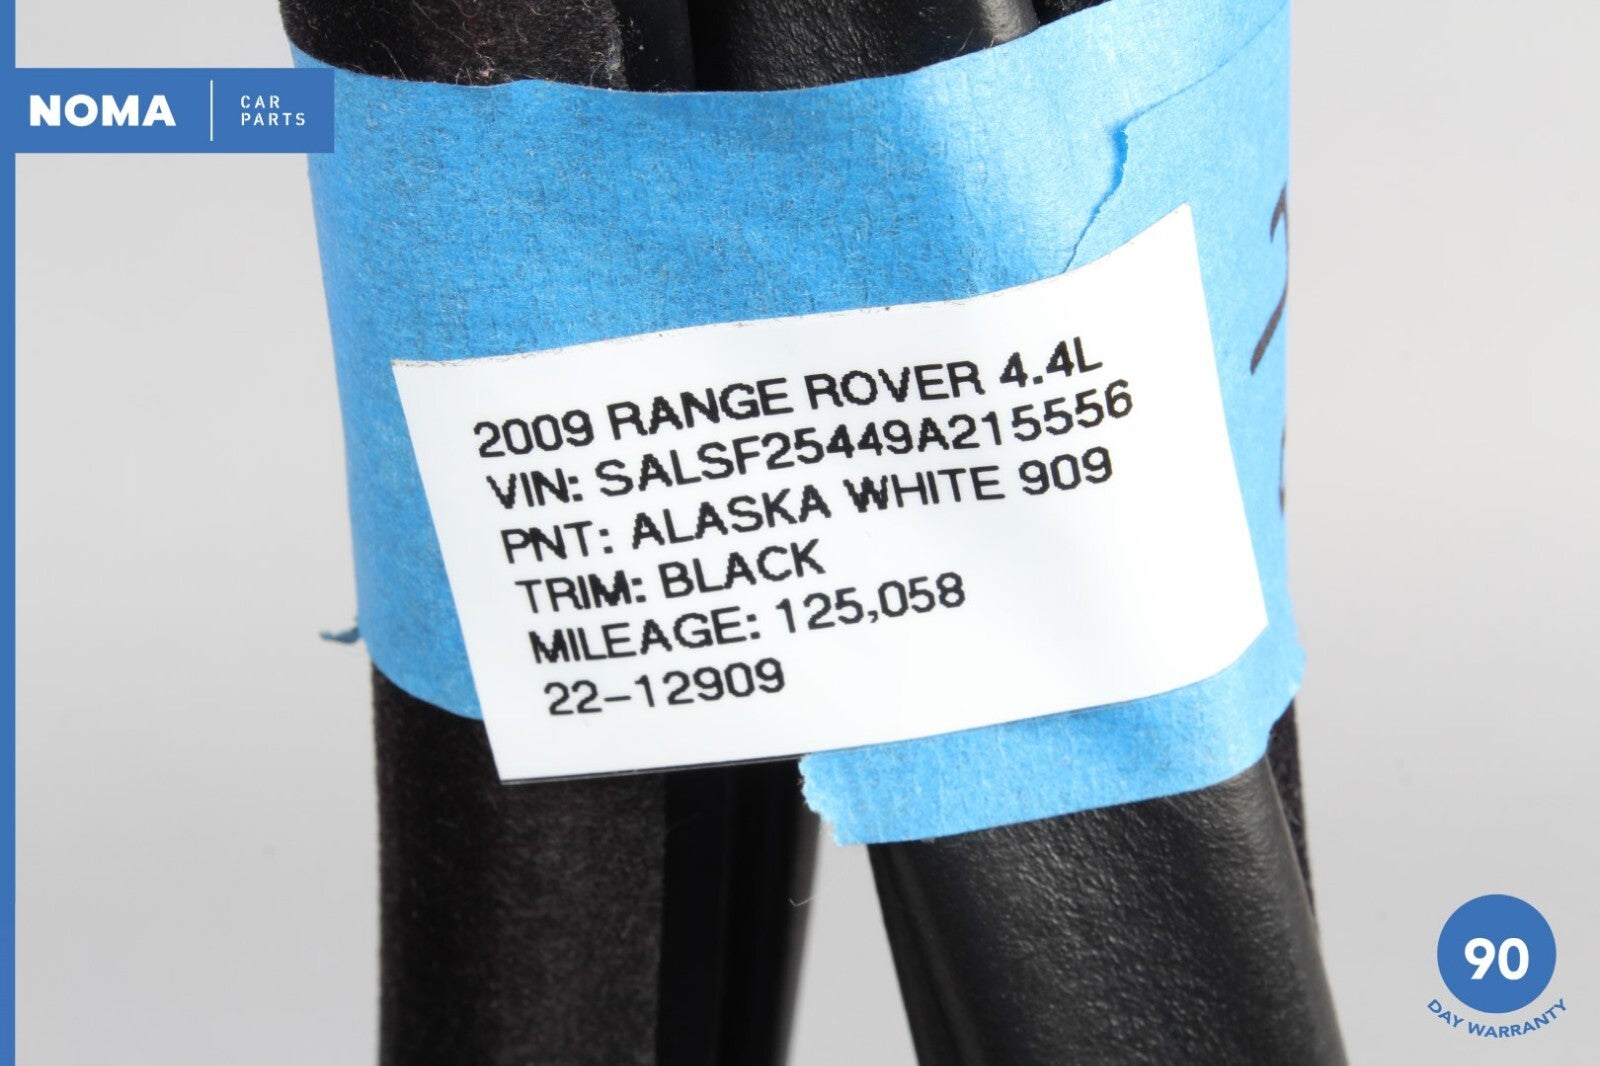 NOMA
CAR
PARTS
2009 RANGE ROVER 4.4L
VIN: SALSF25449A215556
PNT: ALASKA WHITE 909
TRIM: BLACK
MILEAGE: 125,058
22-12909
90
DAY WARRANTY